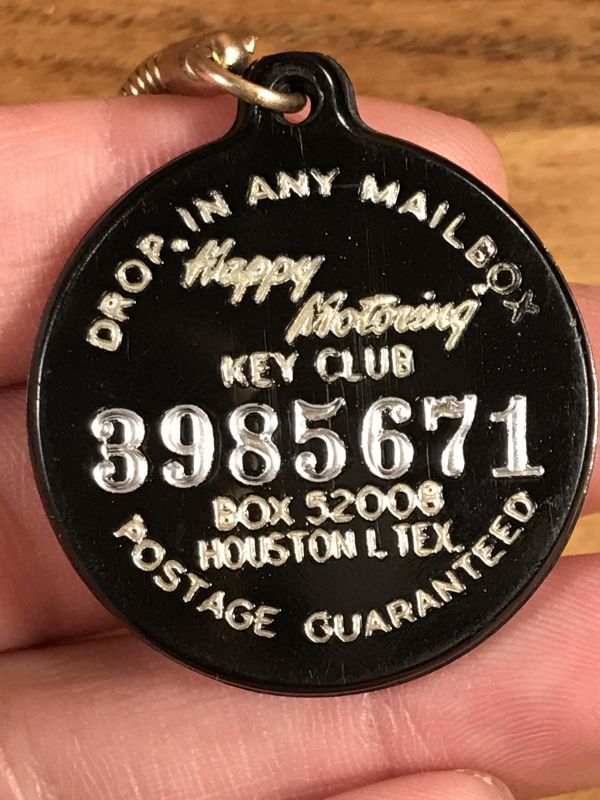 DROP IN ANY MAILBOX
Happy
Motoring!
KEY CLUB
3985671
BOX 52008
HOUSTON 1, TEX.
POSTAGE GUARANTEED